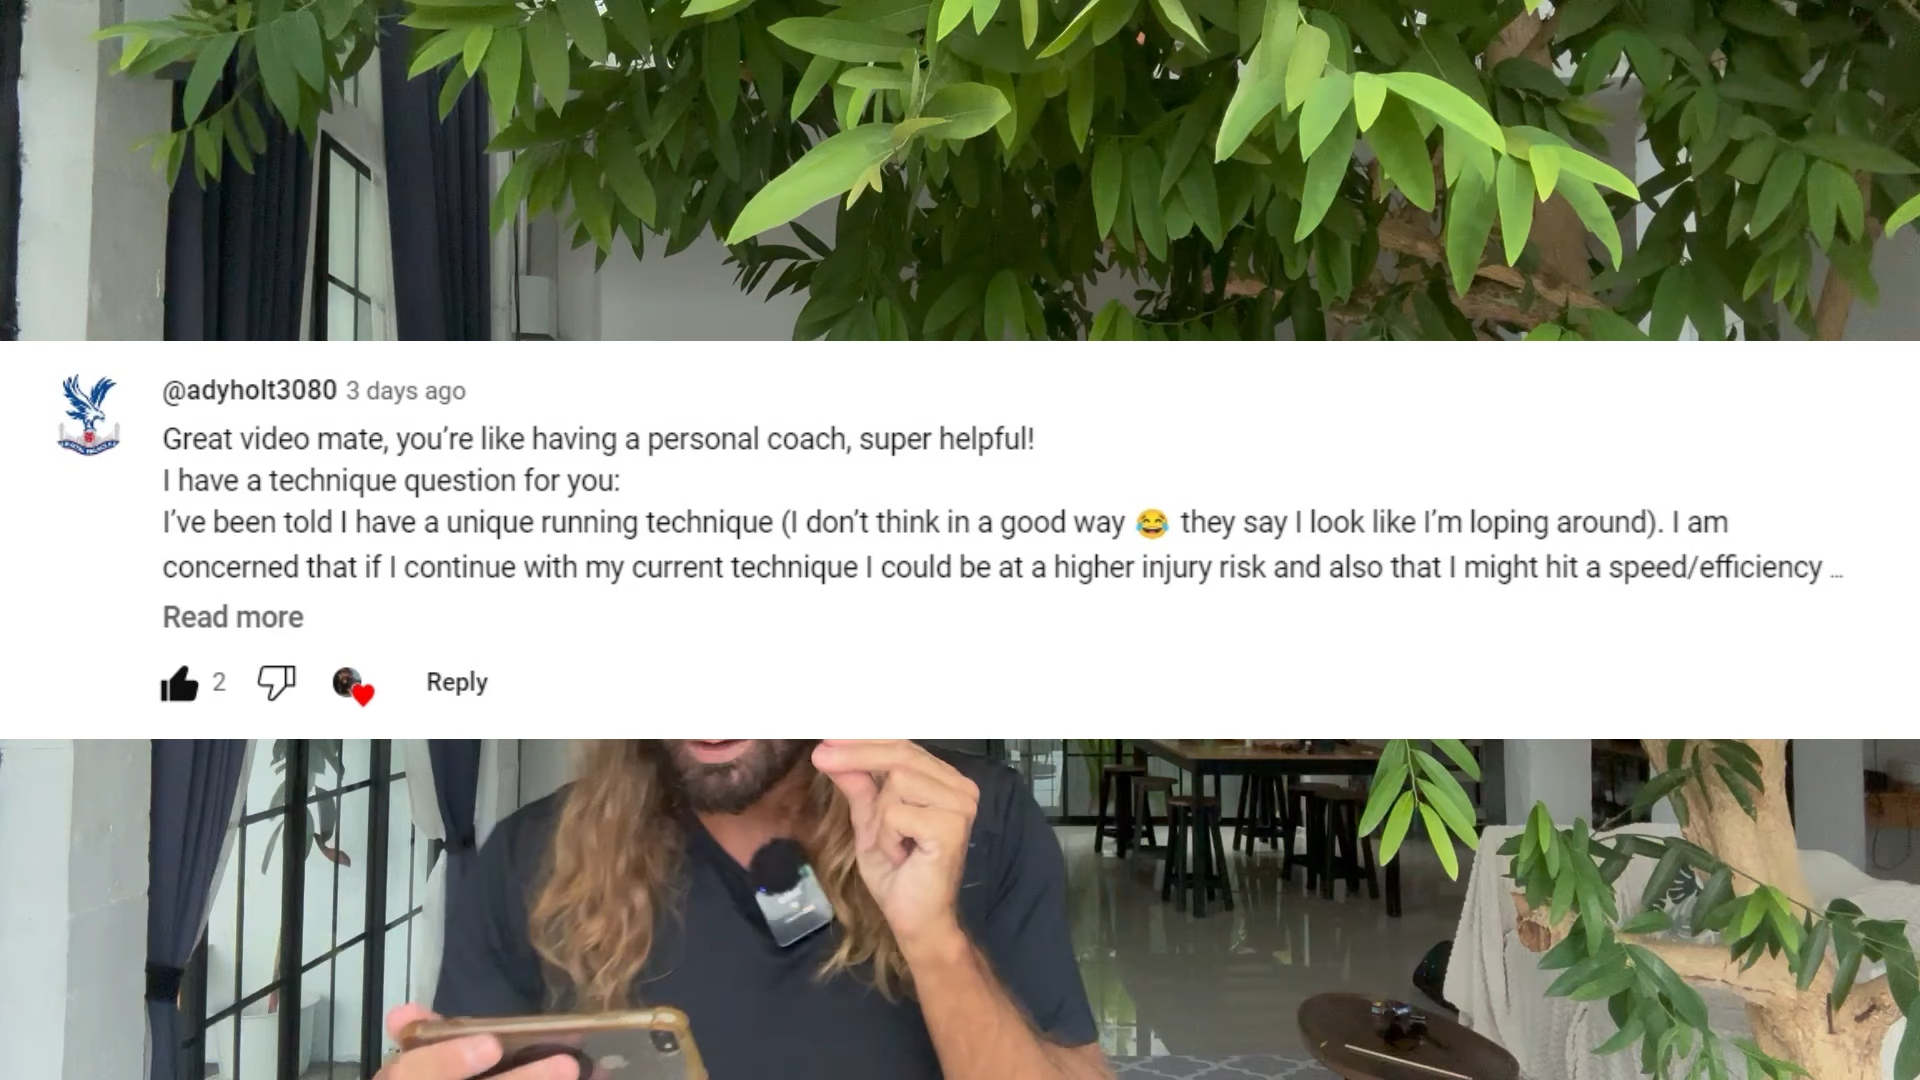 @adyholt3080 3 days ago
Great video mate, you’re like having a personal coach, super helpful!
I have a technique question for you:
I’ve been told I have a unique running technique (I don’t think in a good way 😂 they say I look like I’m loping around). I am
concerned that if I continue with my current technique I could be at a higher injury risk and also that I might hit a speed/efficiency ...
Read more
2 Reply